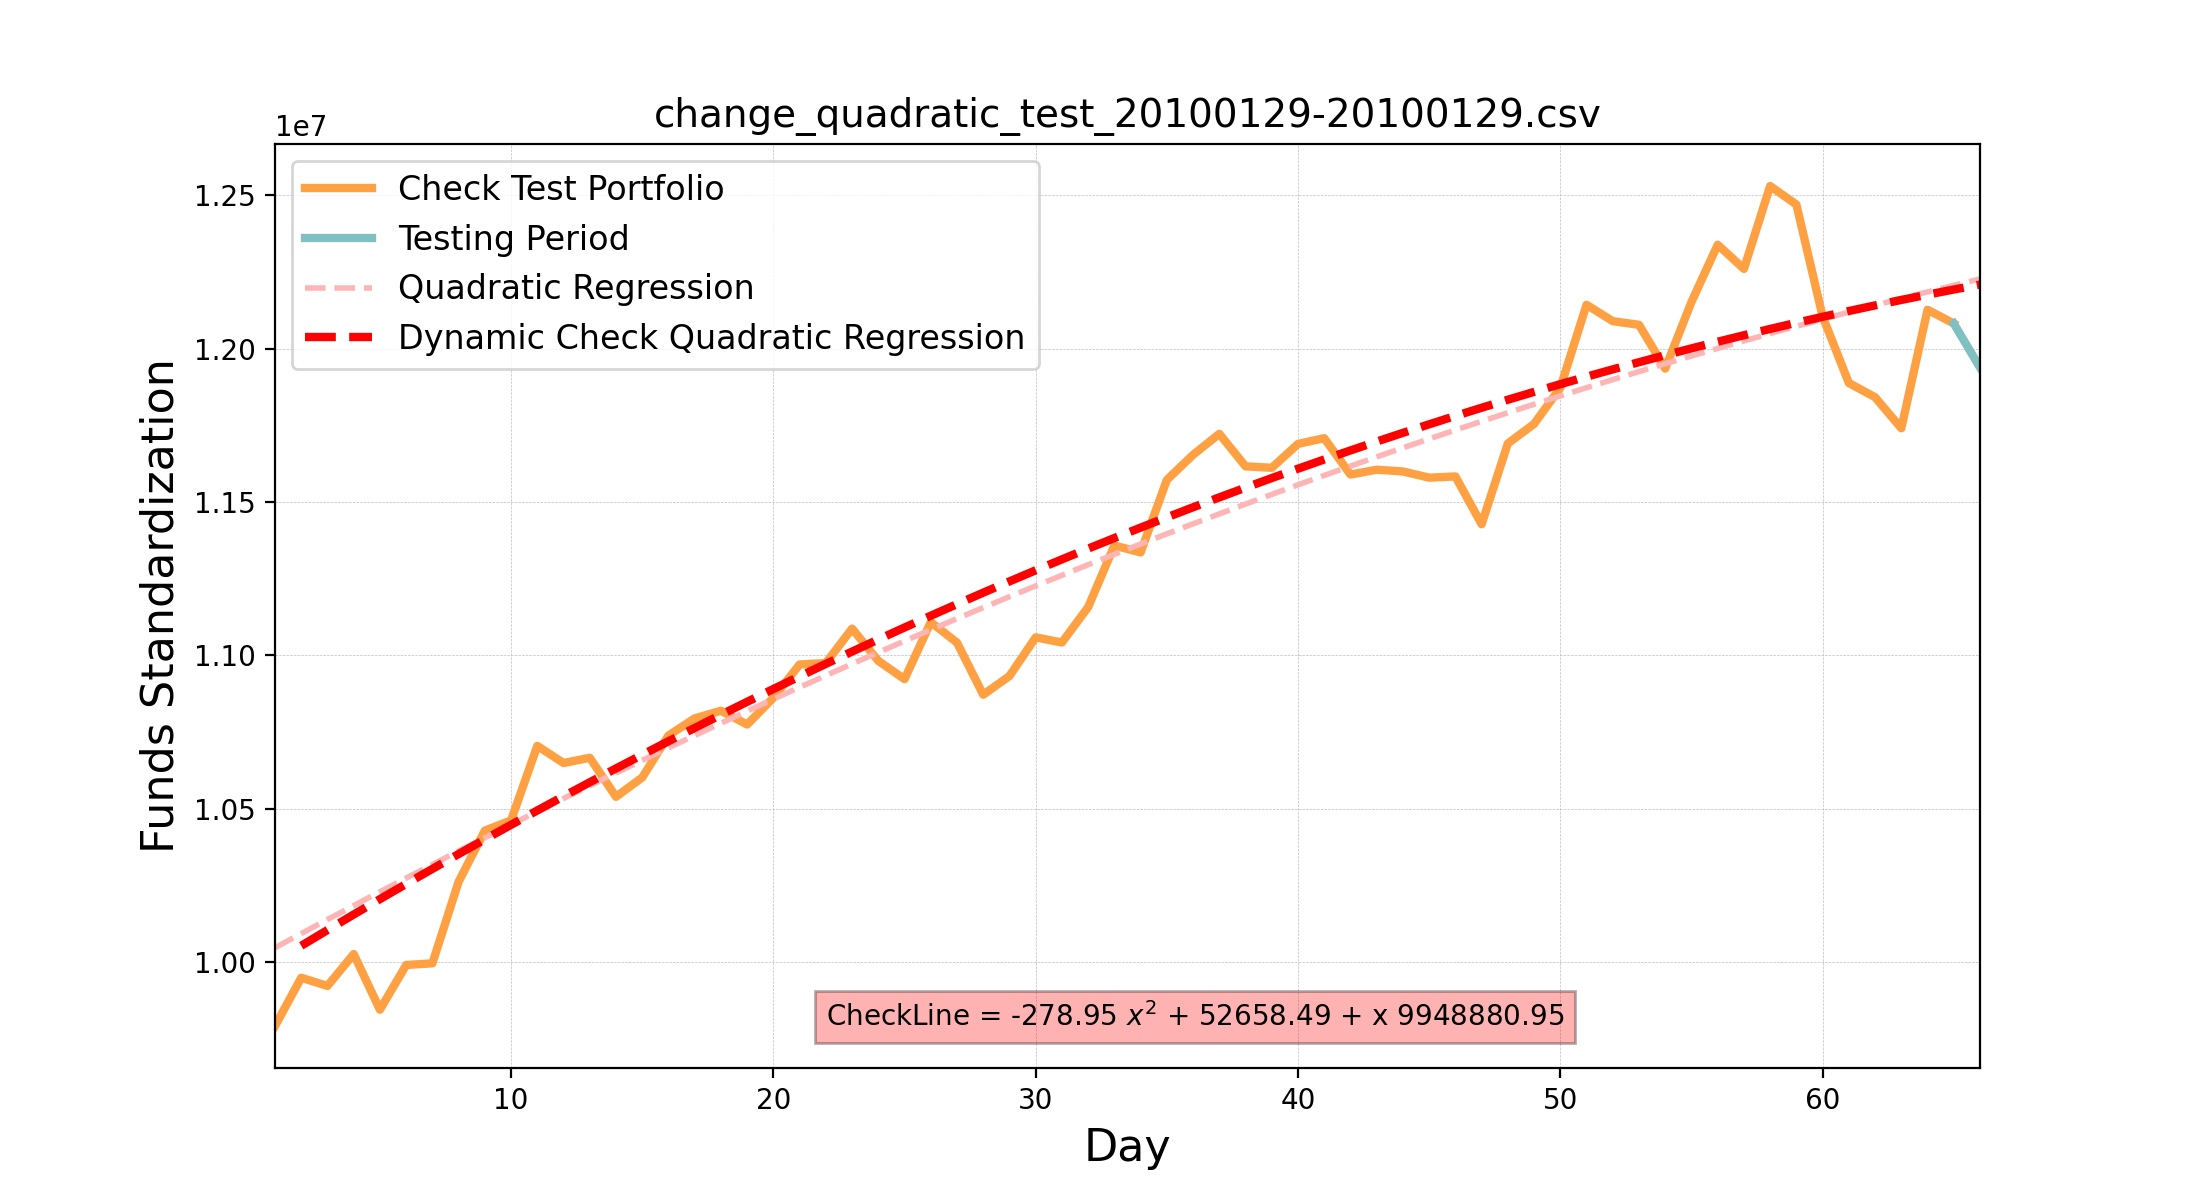 change_quadratic_test_20100129-20100129.csv
1e7
Check Test Portfolio
Testing Period
Quadratic Regression
Dynamic Check Quadratic Regression
1.25
1.20
1.15
1.10
1.05
1.00
Funds Standardization
CheckLine = -278.95 x² + 52658.49 + x 9948880.95
10 20 30 40 50 60
Day